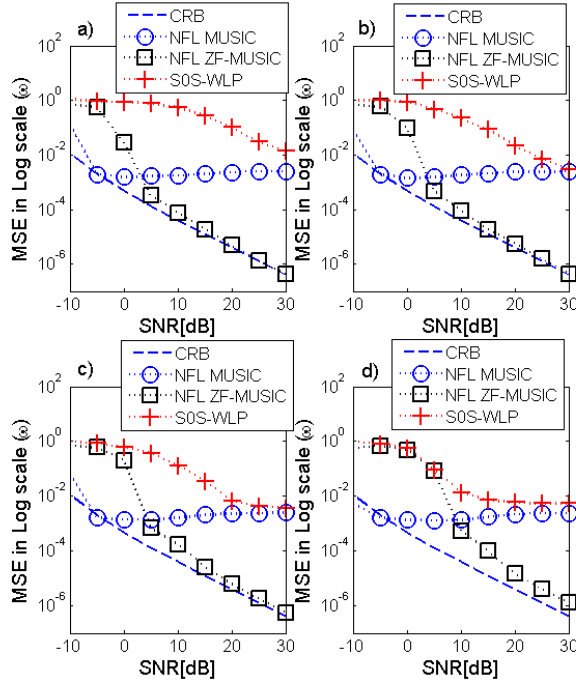 a)
CRB
NFL MUSIC
NFL ZF-MUSIC
S0S-WLP
MSE in Log scale (ω)
10^2
10^0
10^-2
10^-4
10^-6
-10 0 10 20 30
SNR[dB]
b)
CRB
NFL MUSIC
NFL ZF-MUSIC
S0S-WLP
MSE in Log scale (ω)
10^2
10^0
10^-2
10^-4
10^-6
-10 0 10 20 30
SNR[dB]
c)
CRB
NFL MUSIC
NFL ZF-MUSIC
S0S-WLP
MSE in Log scale (ω)
10^2
10^0
10^-2
10^-4
10^-6
-10 0 10 20 30
SNR[dB]
d)
CRB
NFL MUSIC
NFL ZF-MUSIC
S0S-WLP
MSE in Log scale (ω)
10^2
10^0
10^-2
10^-4
10^-6
-10 0 10 20 30
SNR[dB]